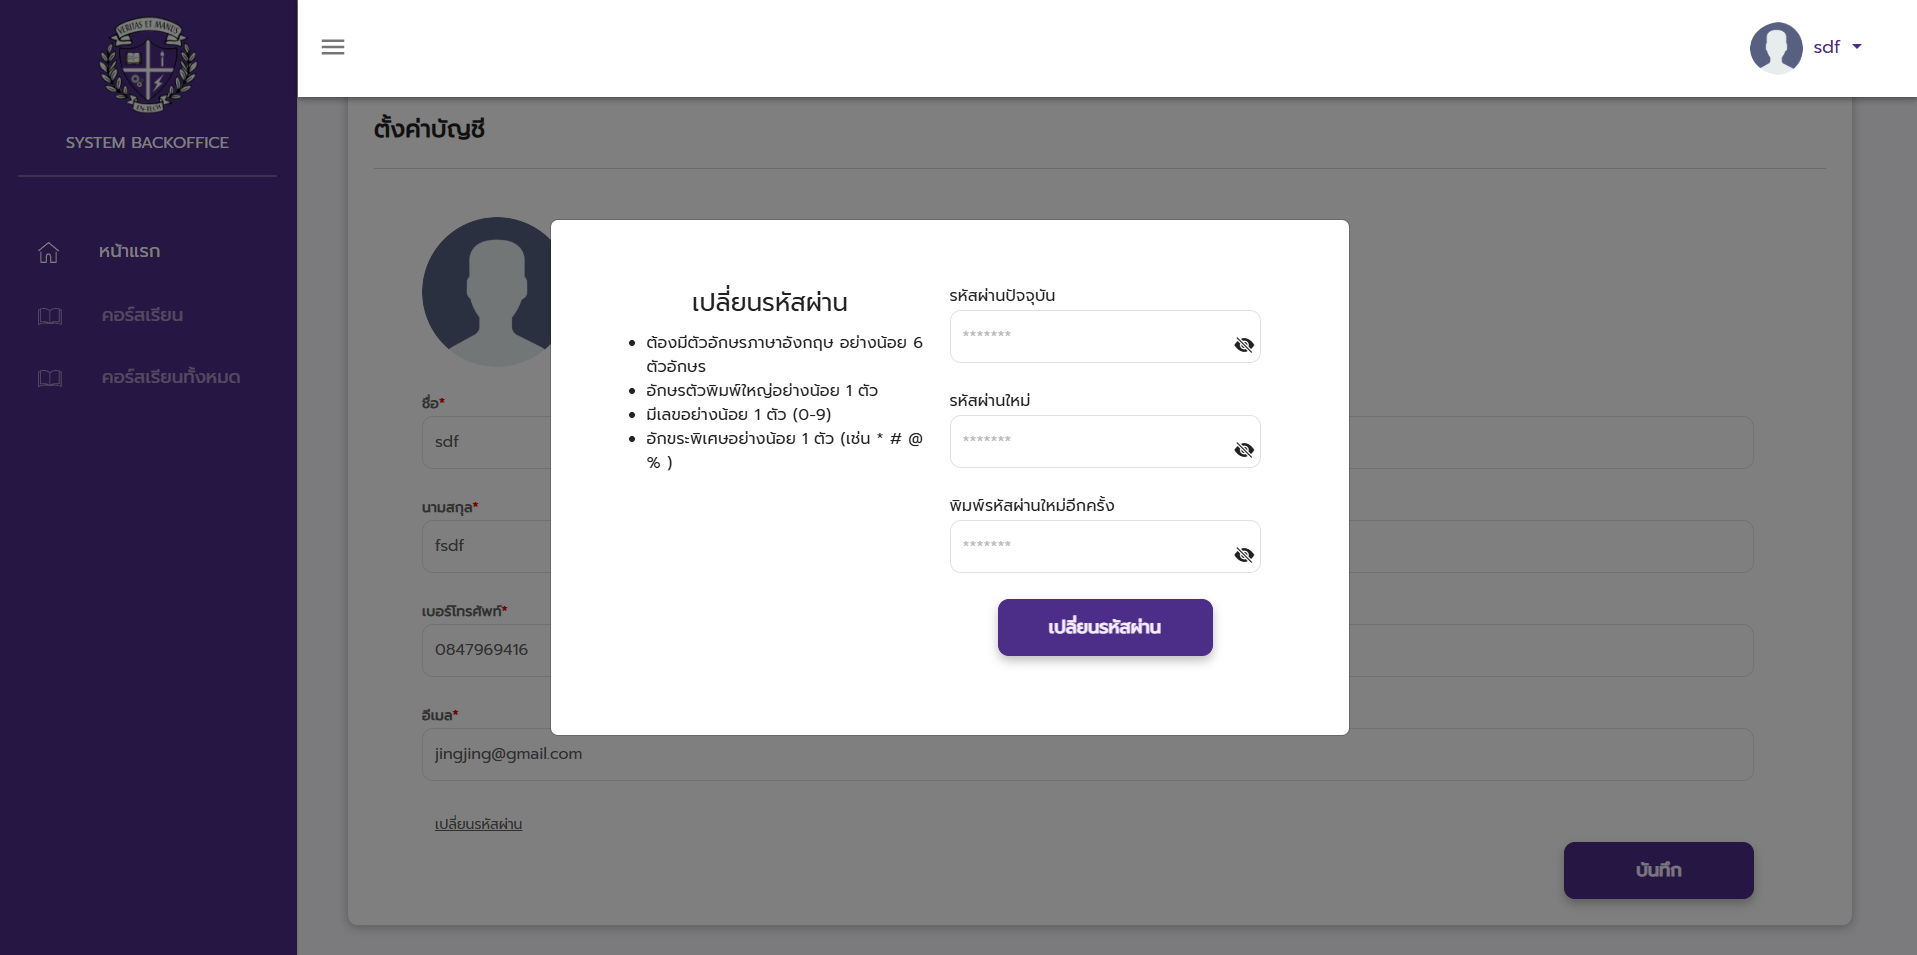 VERITAS ET MANUS
EN-TECH
SYSTEM BACKOFFICE
หน้าแรก
คอร์สเรียน
คอร์สเรียนทั้งหมด
sdf
ตั้งค่าบัญชี
ชื่อ*
sdf
นามสกุล*
fsdf
เบอร์โทรศัพท์*
0847969416
อีเมล*
jingjing@gmail.com
เปลี่ยนรหัสผ่าน
บันทึก
เปลี่ยนรหัสผ่าน
ต้องมีตัวอักษรภาษาอังกฤษ อย่างน้อย 6
ตัวอักษร
อักษรตัวพิมพ์ใหญ่อย่างน้อย 1 ตัว
มีเลขอย่างน้อย 1 ตัว (0-9)
อักขระพิเศษอย่างน้อย 1 ตัว (เช่น * # @
% )
รหัสผ่านปัจจุบัน
*******
รหัสผ่านใหม่
*******
พิมพ์รหัสผ่านใหม่อีกครั้ง
*******
เปลี่ยนรหัสผ่าน